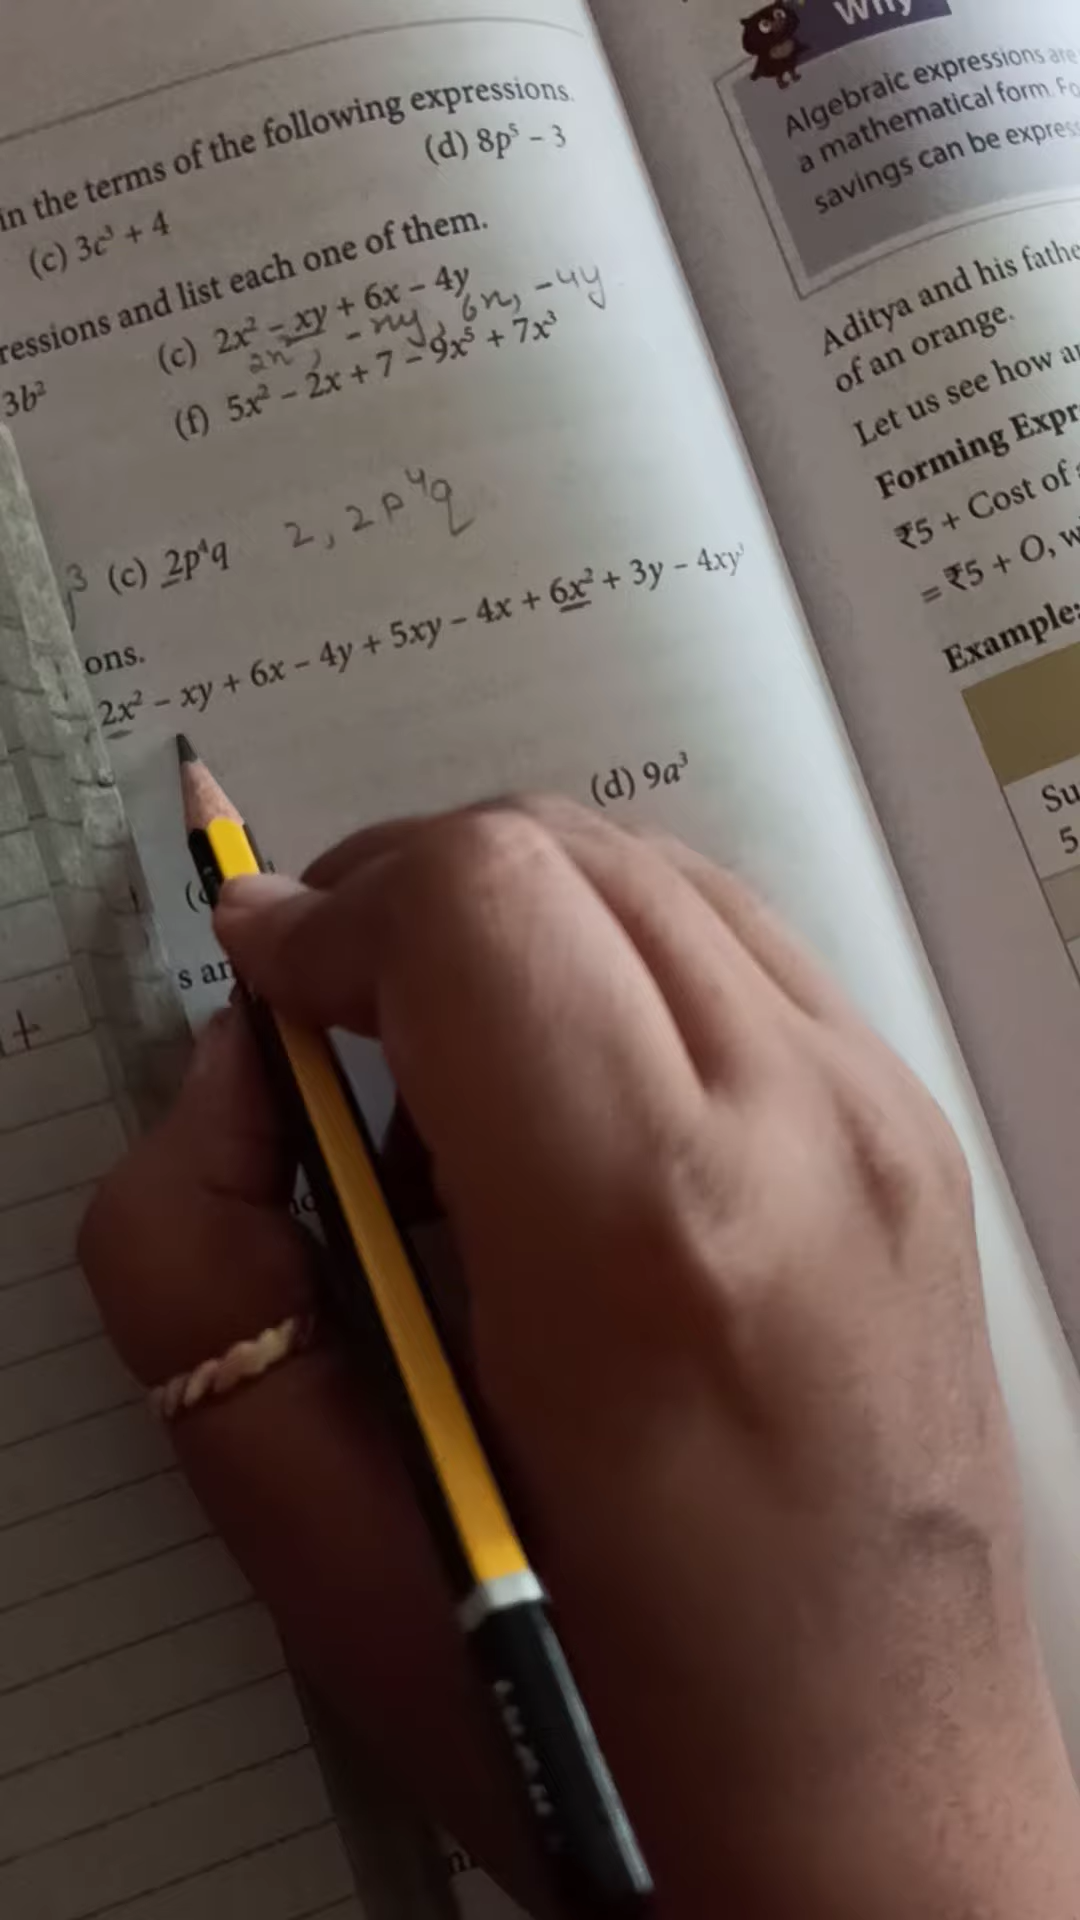 in the terms of the following expressions.
(c) 3c³ + 4
(d) 8p⁵ – 3
ressions and list each one of them.
(c) 2x² – xy + 6x – 4y
2x², – xy, 6x, – 4y
3b²
(f) 5x² – 2x + 7 – 9x⁵ + 7x³
3 (c) 2p⁴q 2, 2p⁴q
ons.
2x² – xy + 6x – 4y + 5xy – 4x + 6x² + 3y – 4xy³
(d) 9a³
s an
+
Why
Algebraic expressions are
a mathematical form. Fo
savings can be express
Aditya and his fathe
of an orange.
Let us see how an
Forming Expr
₹5 + Cost of
= ₹5 + O, w
Example:
Su
5